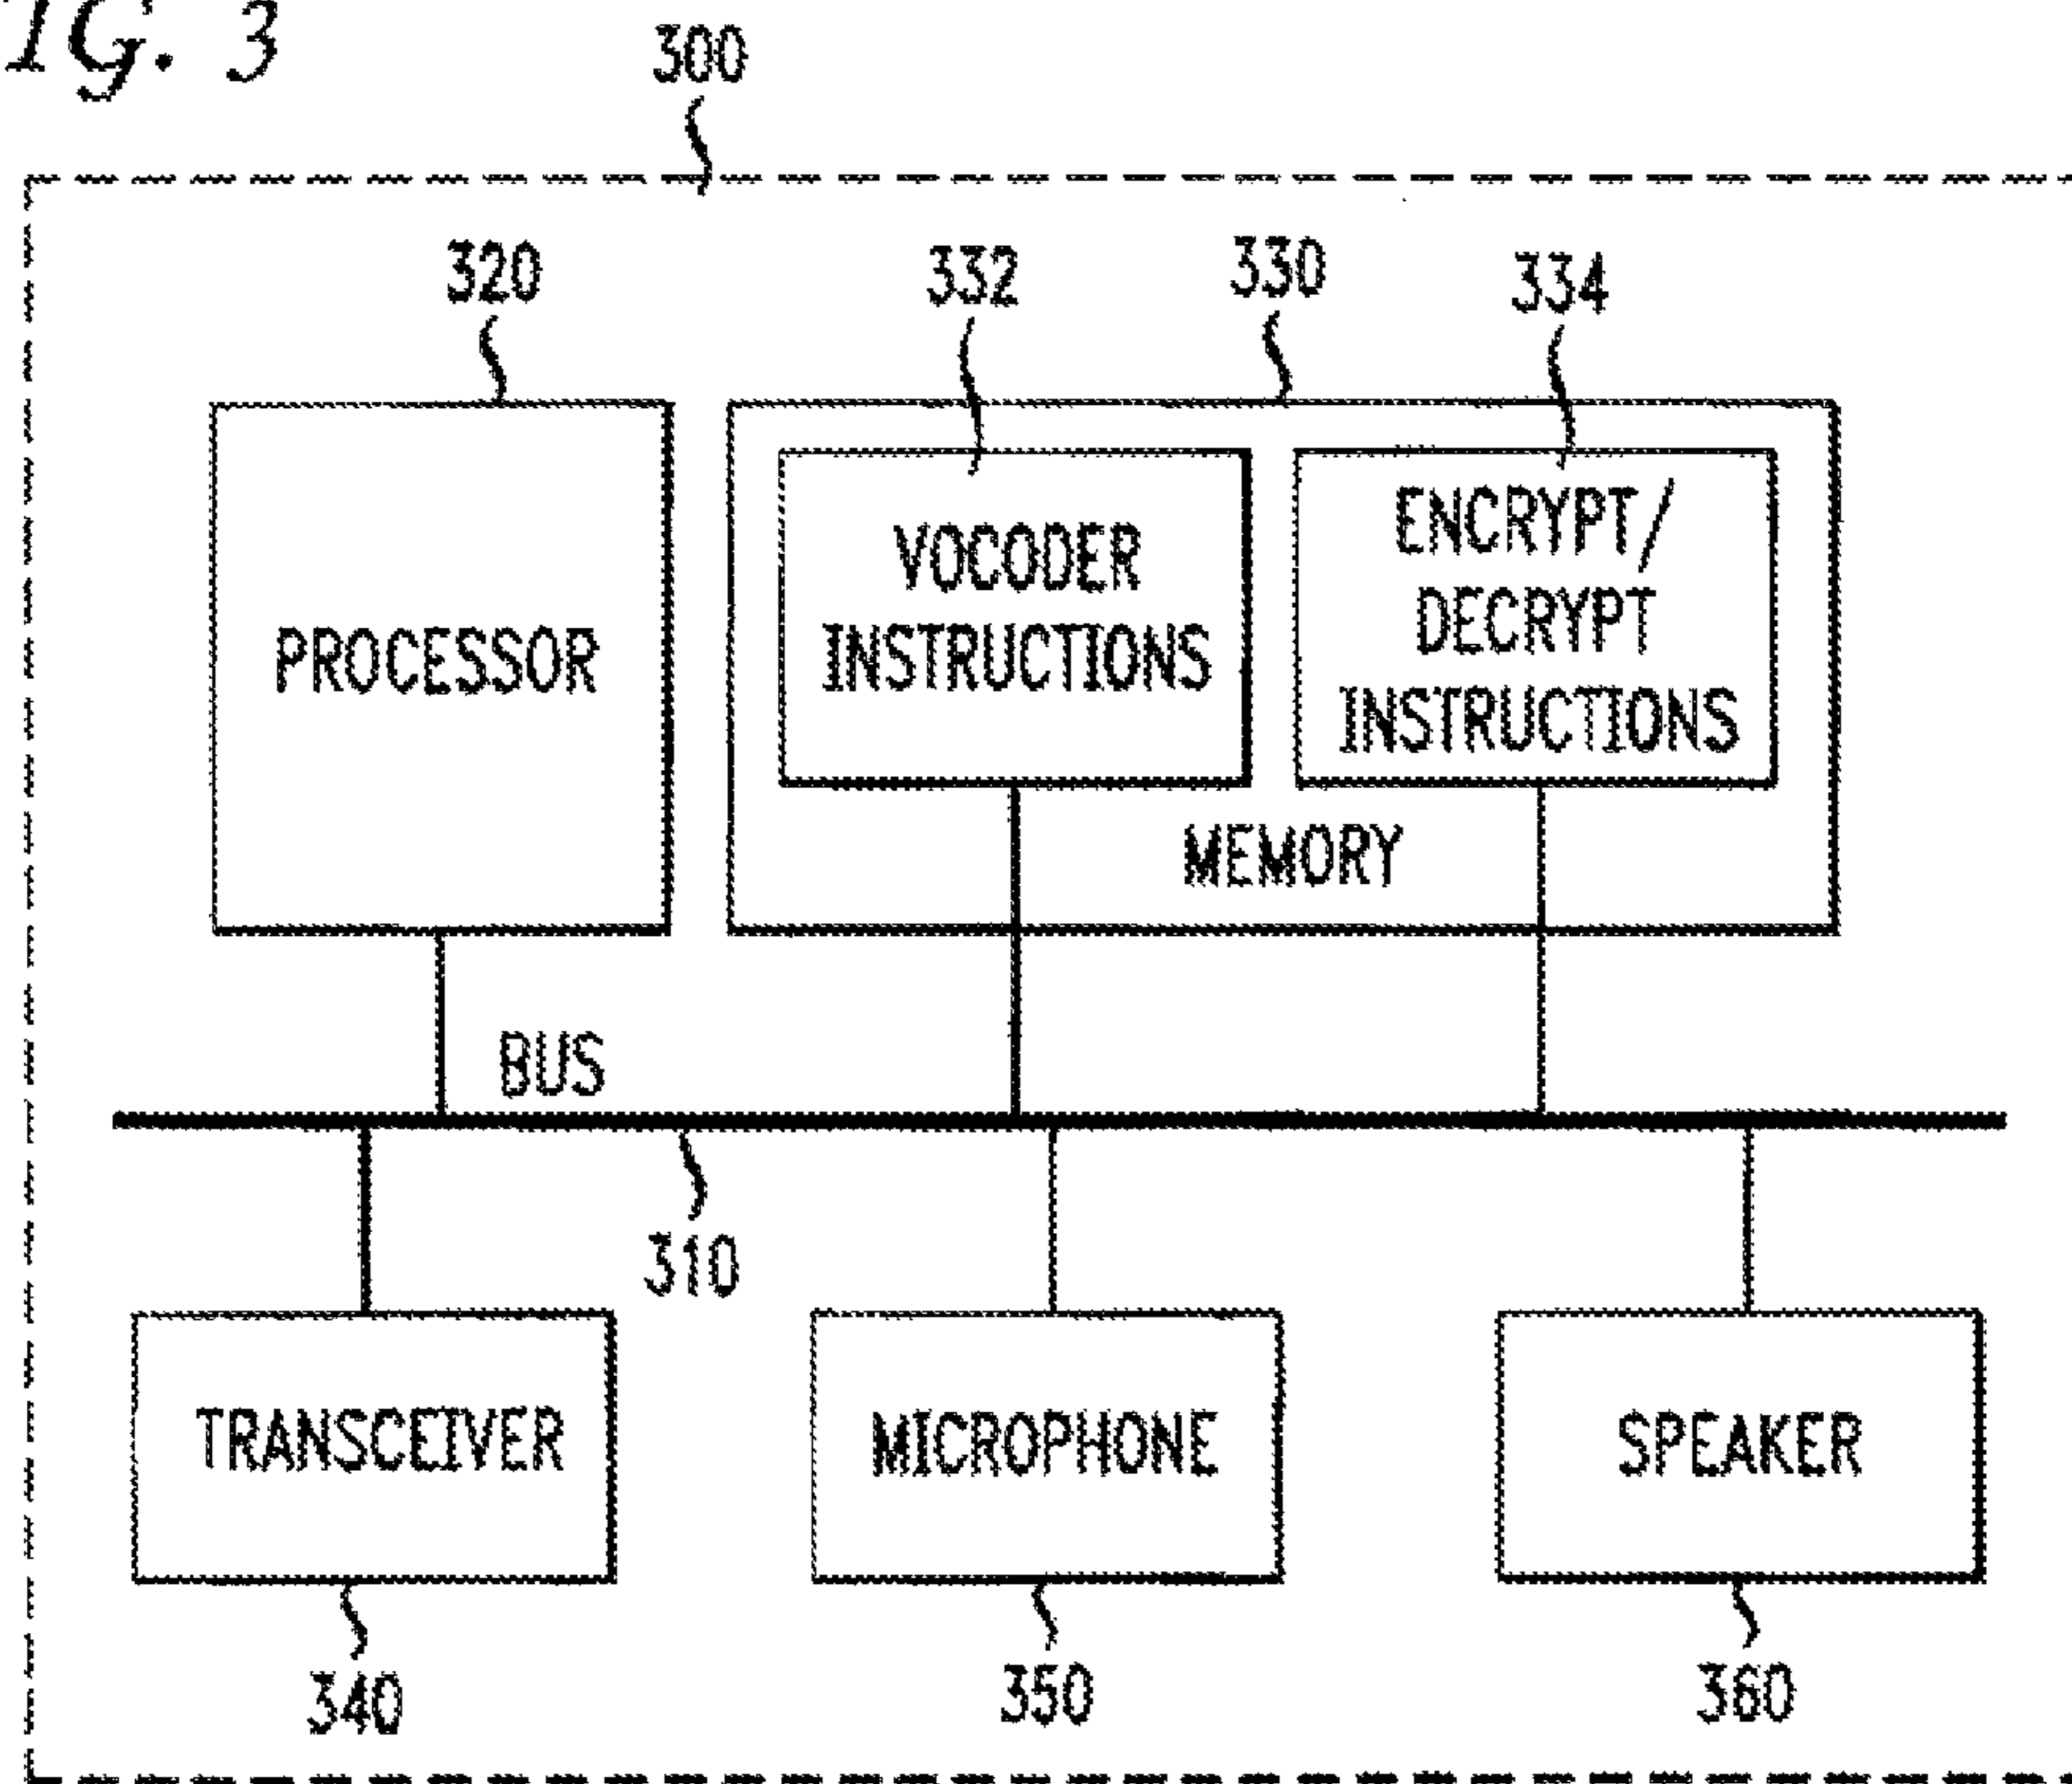 IG. 3
300
320
332
330
334
PROCESSOR
VOCODER
INSTRUCTIONS
ENCRYPT/
DECRYPT
INSTRUCTIONS
MEMORY
BUS
310
TRANSCEIVER
MICROPHONE
SPEAKER
340
350
360